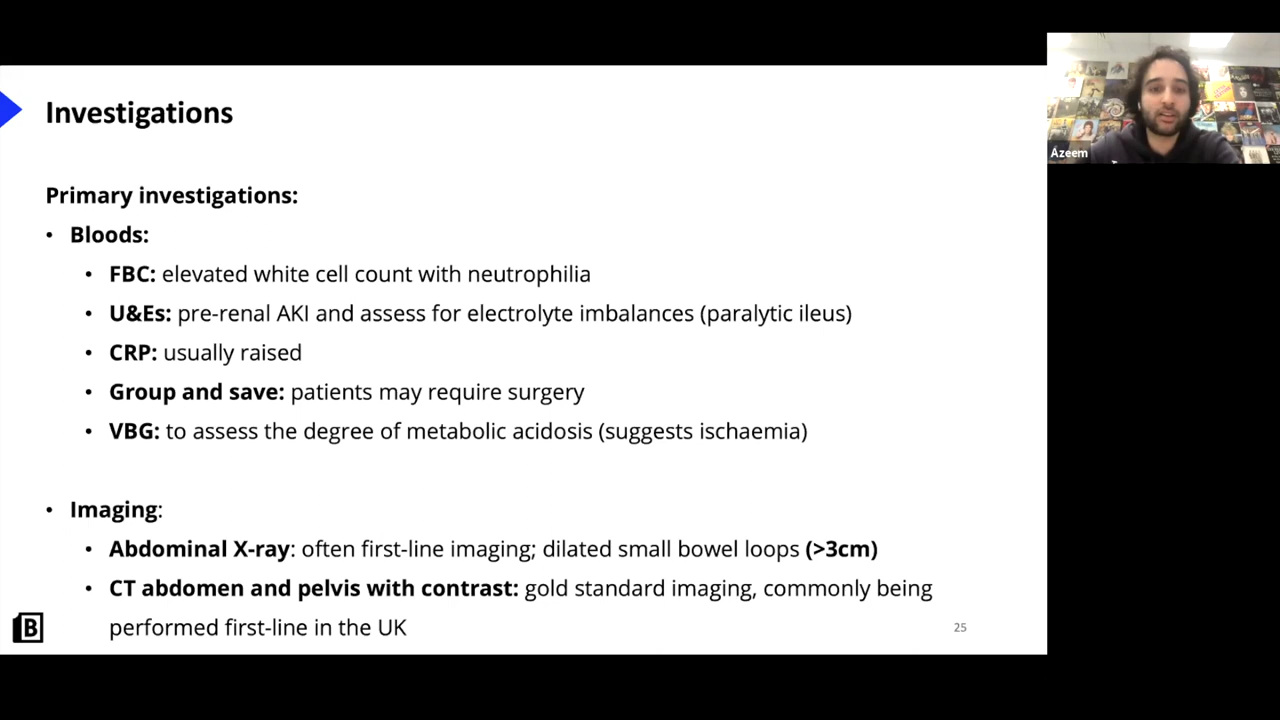 Investigations
Azeem
Primary investigations:
• Bloods:
• FBC: elevated white cell count with neutrophilia
• U&Es: pre-renal AKI and assess for electrolyte imbalances (paralytic ileus)
• CRP: usually raised
• Group and save: patients may require surgery
• VBG: to assess the degree of metabolic acidosis (suggests ischaemia)
• Imaging:
• Abdominal X-ray: often first-line imaging; dilated small bowel loops (>3cm)
• CT abdomen and pelvis with contrast: gold standard imaging, commonly being
performed first-line in the UK
B
25